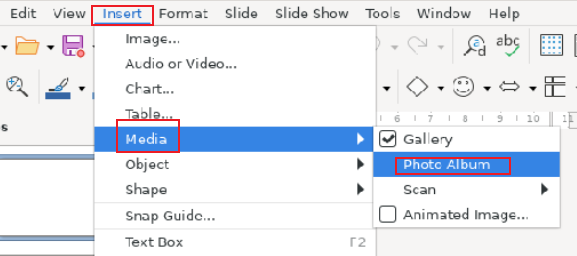 Edit View Insert Format Slide Slide Show Tools Window Help
Image...
Audio or Video...
Chart...
Table...
Media
Object
Shape
Snap Guide...
Text Box F2
6 7 8 9 10 11
Gallery
Photo Album
Scan
Animated Image...
abc
s